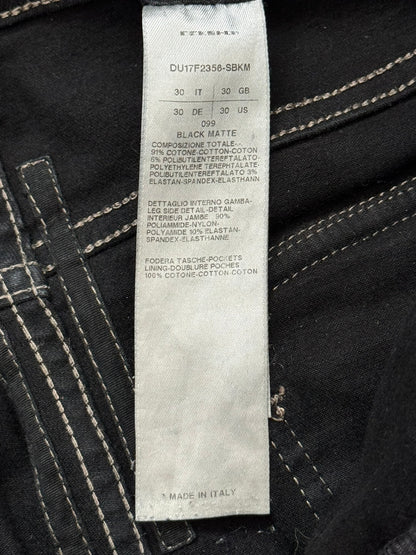 DU17F2356-SBKM
30 IT 30 GB
30 DE 30 US
099
BLACK MATTE
COMPOSIZIONE TOTALE-
91% COTONE-COTTON-COTON
6% POLIBUTILENTEREFTALATO-
POLYETHYLENE TEREPHTALATE-
POLIBUTILENTEREFTALATO 3%
ELASTAN-SPANDEX-ELASTHANN
DETTAGLIO INTERNO GAMBA-
LEG SIDE DETAIL-DETAIL
INTERIEUR JAMBE 90%
POLIAMMIDE-NYLON-
POLYAMIDE 10% ELASTAN-
SPANDEX-ELASTHANNE
FODERA TASCHE-POCKETS
LINING-DOUBLURE POCHES
100% COTONE-COTTON-COTON
MADE IN ITALY